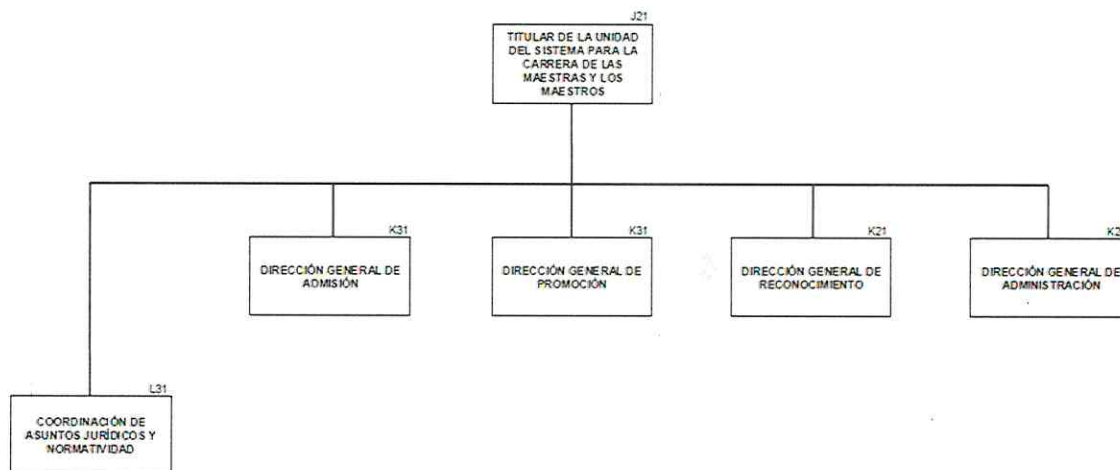 J21
TITULAR DE LA UNIDAD
DEL SISTEMA PARA LA
CARRERA DE LAS
MAESTRAS Y LOS
MAESTROS
K31
DIRECCIÓN GENERAL DE
ADMISIÓN
K31
DIRECCIÓN GENERAL DE
PROMOCIÓN
K21
DIRECCIÓN GENERAL DE
RECONOCIMIENTO
K2
DIRECCIÓN GENERAL DE
ADMINISTRACIÓN
L31
COORDINACIÓN DE
ASUNTOS JURÍDICOS Y
NORMATIVIDAD